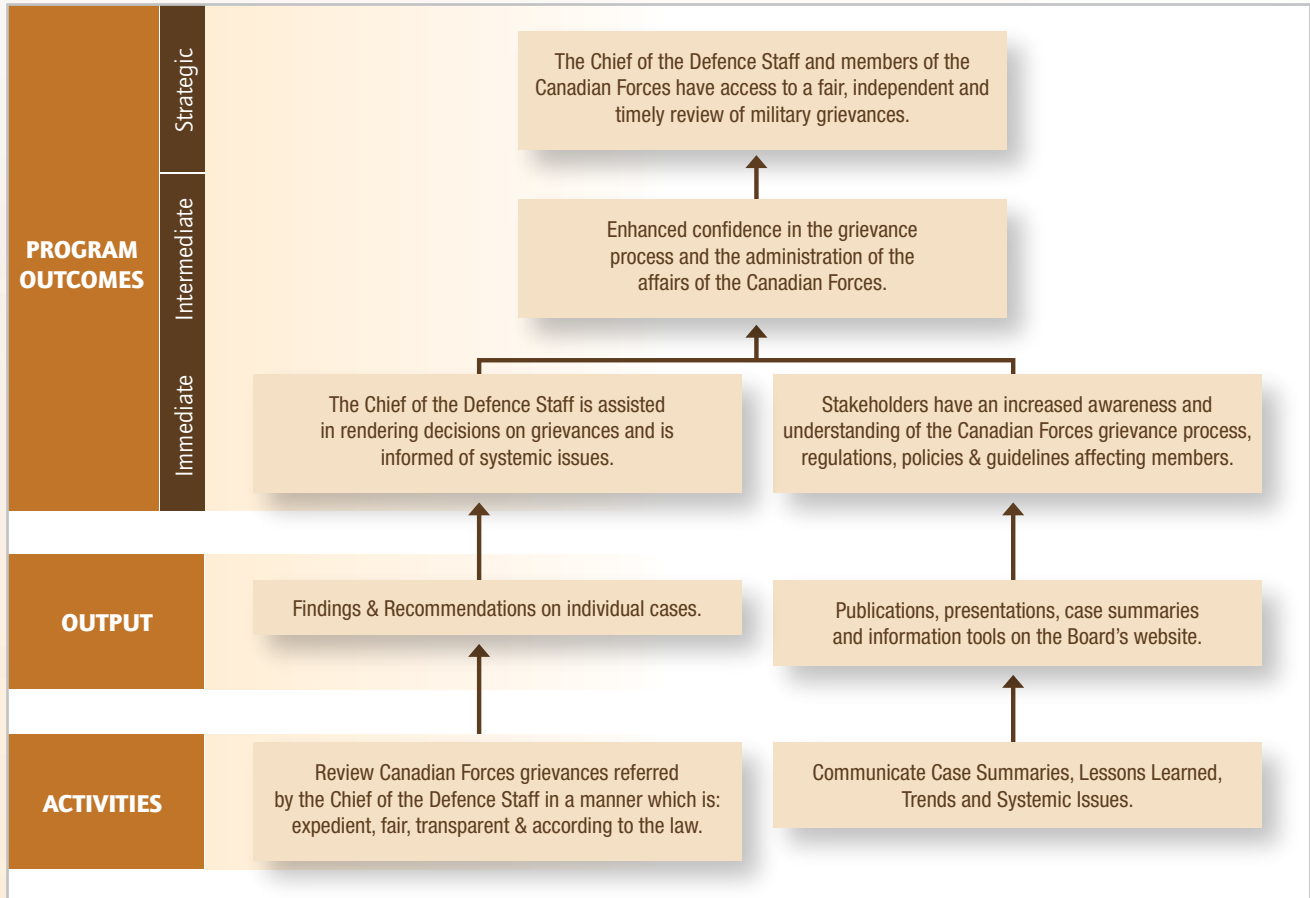 PROGRAM
OUTCOMES
Strategic
The Chief of the Defence Staff and members of the
Canadian Forces have access to a fair, independent and
timely review of military grievances.
Intermediate
Enhanced confidence in the grievance
process and the administration of the
affairs of the Canadian Forces.
Immediate
The Chief of the Defence Staff is assisted
in rendering decisions on grievances and is
informed of systemic issues.
Stakeholders have an increased awareness and
understanding of the Canadian Forces grievance process,
regulations, policies & guidelines affecting members.
OUTPUT
Findings & Recommendations on individual cases.
Publications, presentations, case summaries
and information tools on the Board’s website.
ACTIVITIES
Review Canadian Forces grievances referred
by the Chief of the Defence Staff in a manner which is:
expedient, fair, transparent & according to the law.
Communicate Case Summaries, Lessons Learned,
Trends and Systemic Issues.